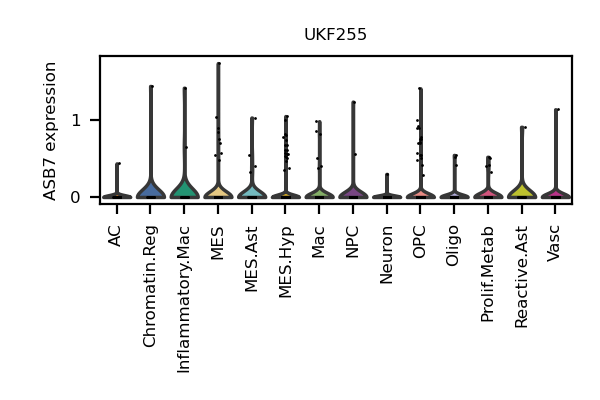 UKF255
ASB7 expression
1
0
AC
Chromatin.Reg
Inflammatory.Mac
MES
MES.Ast
MES.Hyp
Mac
NPC
Neuron
OPC
Oligo
Prolif.Metab
Reactive.Ast
Vasc